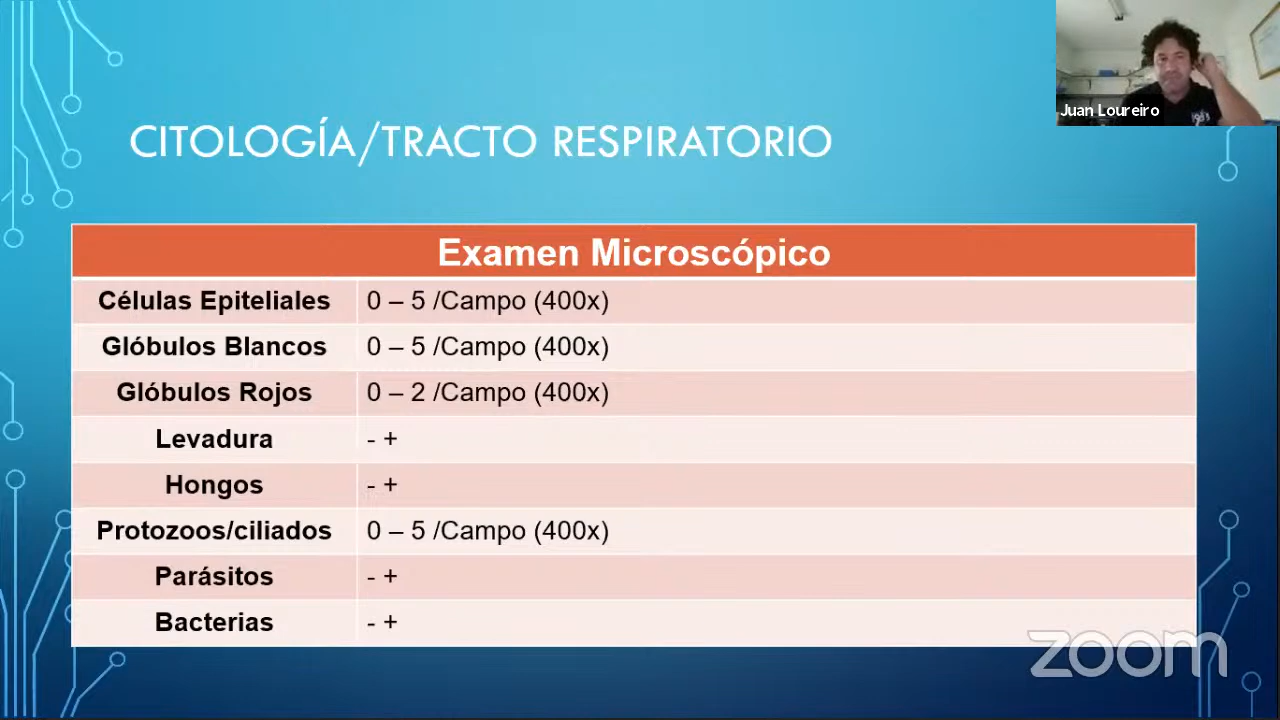 Juan Loureiro
CITOLOGÍA/TRACTO RESPIRATORIO
Examen Microscópico
Células Epiteliales 0 – 5 /Campo (400x)
Glóbulos Blancos 0 – 5 /Campo (400x)
Glóbulos Rojos 0 – 2 /Campo (400x)
Levadura - +
Hongos - +
Protozoos/ciliados 0 – 5 /Campo (400x)
Parásitos - +
Bacterias - +
zoom